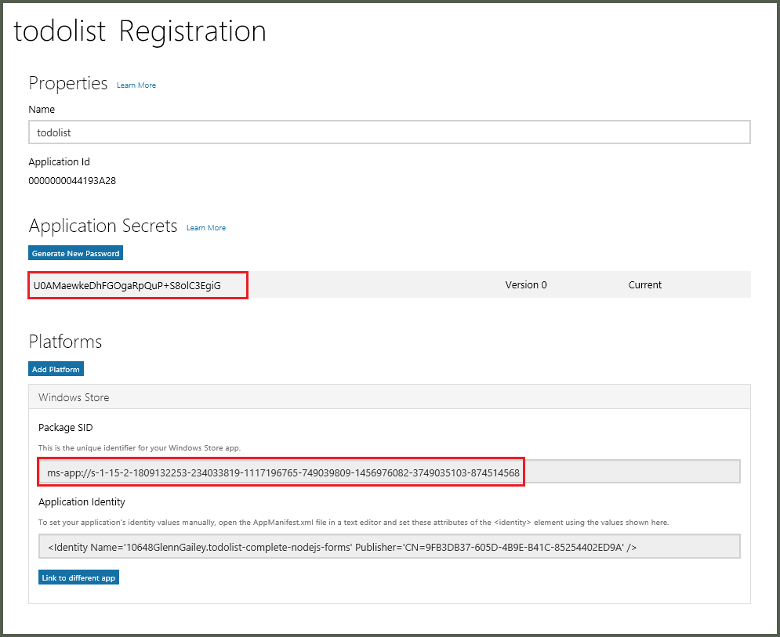 todolist Registration
Properties Learn More
Name
todolist
Application Id
0000000044193A28
Application Secrets Learn More
Generate New Password
U0AMaewkeDhFGOgaRpQuP+S8olC3EgiG Version 0 Current
Platforms
Add Platform
Windows Store
Package SID
This is the unique identifier for your Windows Store app.
ms-app://s-1-15-2-1809132253-234033819-1117196765-749039809-1456976082-3749035103-874514568
Application Identity
To set your application's identity values manually, open the AppManifest.xml file in a text editor and set these attributes of the <identity> element using the values shown here.
<Identity Name='10648GlennGailey.todolist-complete-nodejs-forms' Publisher='CN=9FB3DB37-605D-4B9E-B41C-85254402ED9A' />
Link to different app